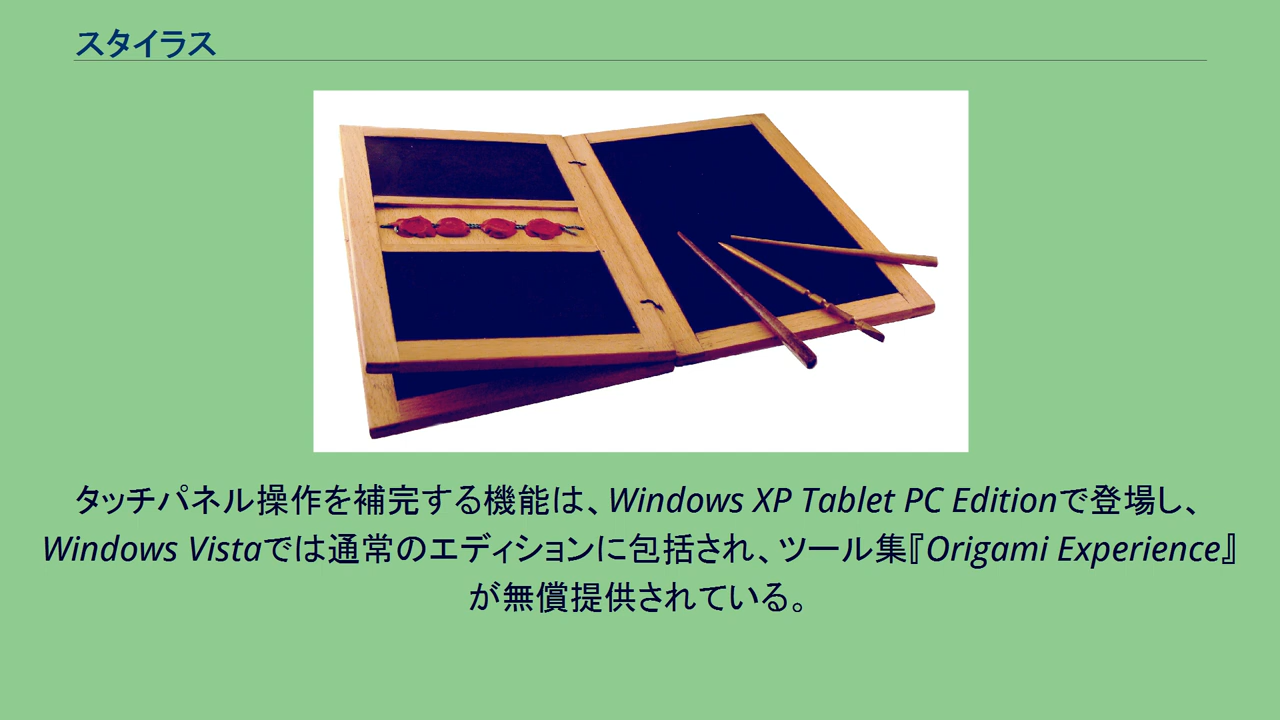 スタイラス
タッチパネル操作を補完する機能は、Windows XP Tablet PC Editionで登場し、
Windows Vistaでは通常のエディションに包括され、ツール集『Origami Experience』
が無償提供されている。